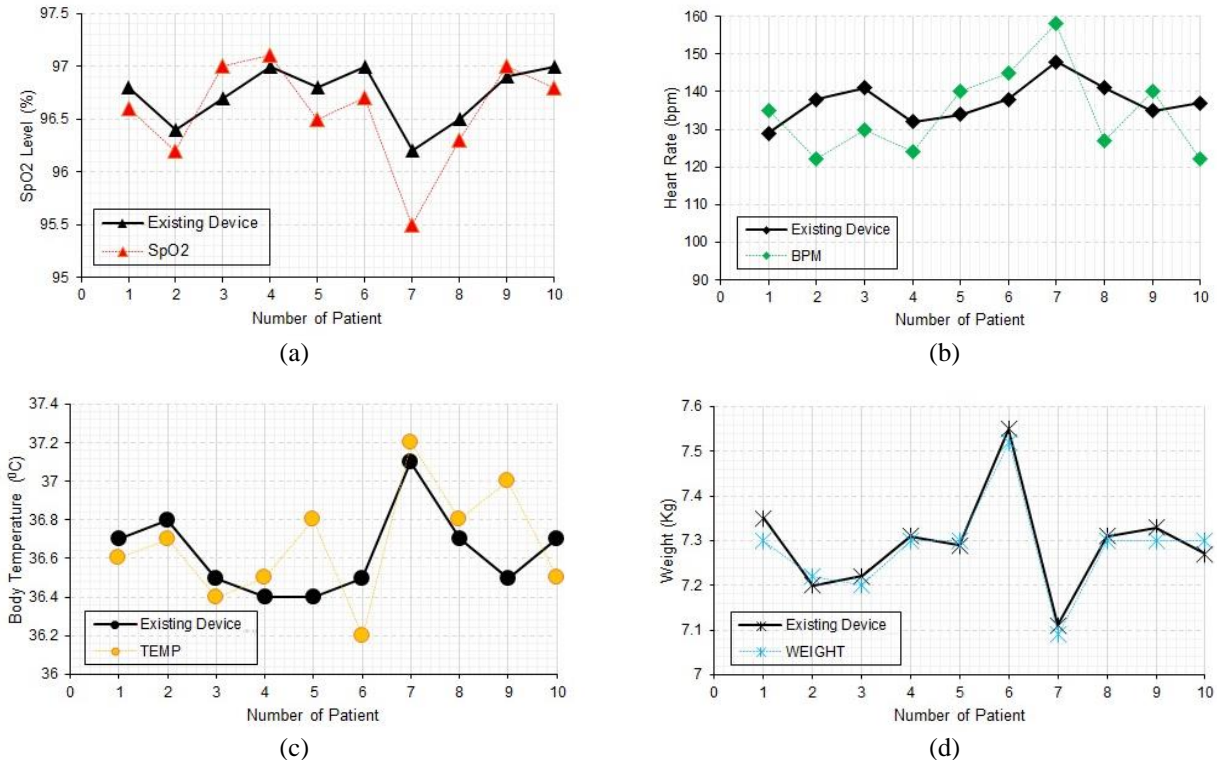 97.5
97
96.5
96
95.5
95
SpO2 Level (%)
Existing Device
SpO2
0 1 2 3 4 5 6 7 8 9 10
Number of Patient
(a)
160
150
140
130
120
110
100
90
Heart Rate (bpm)
Existing Device
BPM
0 1 2 3 4 5 6 7 8 9 10
Number of Patient
(b)
37.4
37.2
37
36.8
36.6
36.4
36.2
36
Body Temperature (⁰C)
Existing Device
TEMP
0 1 2 3 4 5 6 7 8 9 10
Number of Patient
(c)
7.6
7.5
7.4
7.3
7.2
7.1
7
Weight (Kg)
Existing Device
WEIGHT
0 1 2 3 4 5 6 7 8 9 10
Number of Patient
(d)